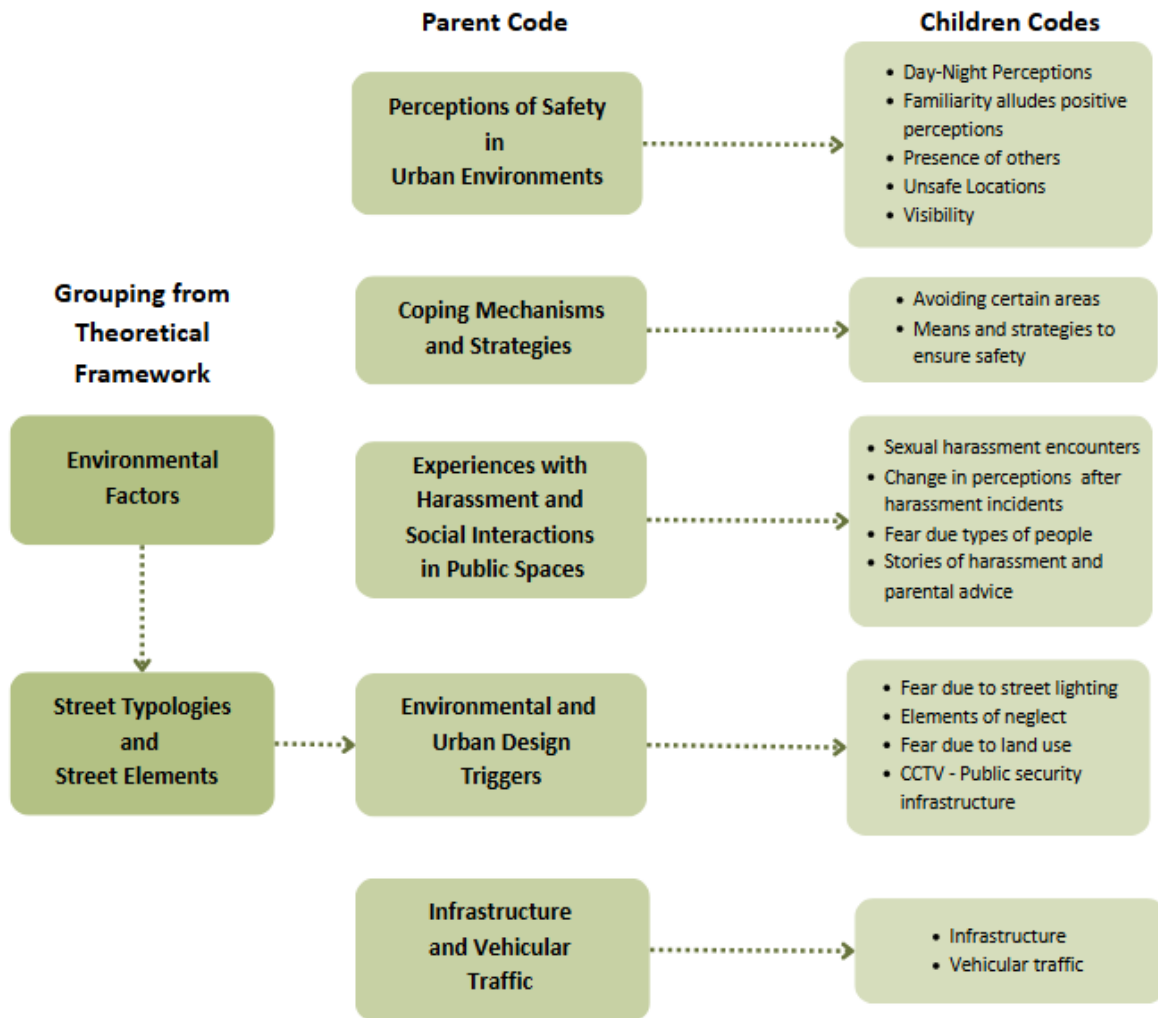 Parent Code
Children Codes
Perceptions of Safety
in
Urban Environments
• Day-Night Perceptions
• Familiarity alludes positive
perceptions
• Presence of others
• Unsafe Locations
• Visibility
Grouping from
Theoretical
Framework
Coping Mechanisms
and Strategies
• Avoiding certain areas
• Means and strategies to
ensure safety
Environmental
Factors
Experiences with
Harassment and
Social Interactions
in Public Spaces
• Sexual harassment encounters
• Change in perceptions after
harassment incidents
• Fear due types of people
• Stories of harassment and
parental advice
Street Typologies
and
Street Elements
Environmental and
Urban Design
Triggers
• Fear due to street lighting
• Elements of neglect
• Fear due to land use
• CCTV - Public security
infrastructure
Infrastructure
and Vehicular
Traffic
• Infrastructure
• Vehicular traffic